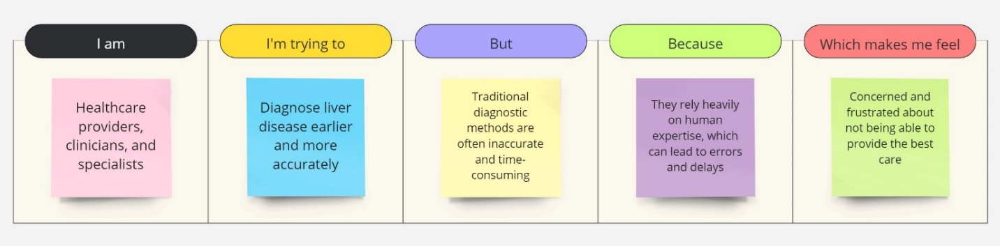 I am
Healthcare
providers,
clinicians, and
specialists
I'm trying to
Diagnose liver
disease earlier
and more
accurately
But
Traditional
diagnostic
methods are
often inaccurate
and time-
consuming
Because
They rely heavily
on human
expertise, which
can lead to errors
and delays
Which makes me feel
Concerned and
frustrated about
not being able to
provide the best
care